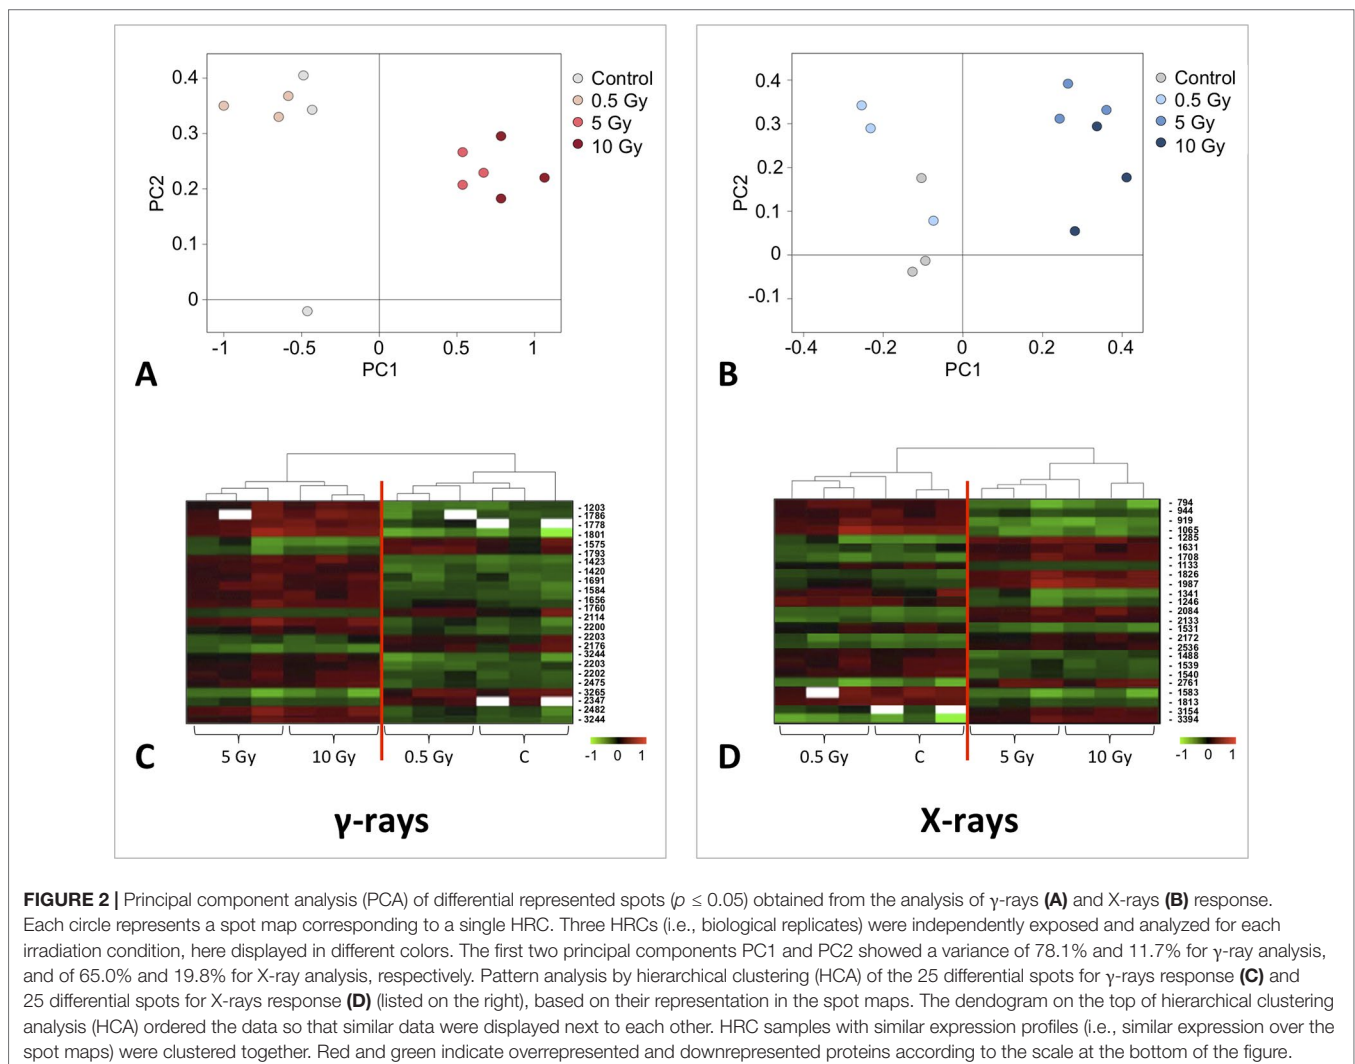 0.4
0.3
0.2
0.1
0
PC2
-1
-0.5
0
0.5
1
PC1
Control
0.5 Gy
5 Gy
10 Gy
A
0.4
0.3
0.2
0.1
0
-0.1
PC2
-0.4
-0.2
0
0.2
0.4
PC1
Control
0.5 Gy
5 Gy
10 Gy
B
- 1203
- 1786
- 1778
- 1801
- 1575
- 1793
- 1423
- 1420
- 1691
- 1584
- 1656
- 1760
- 2114
- 2200
- 2203
- 2176
- 3244
- 2203
- 2202
- 2475
- 3265
- 2347
- 2482
- 3244
5 Gy
10 Gy
0.5 Gy
C
-1 0 1
C
γ-rays
- 794
- 944
- 919
- 1065
- 1285
- 1631
- 1708
- 1133
- 1826
- 1987
- 1341
- 1246
- 2084
- 2133
- 1531
- 2172
- 2536
- 1488
- 1539
- 1540
- 2761
- 1583
- 1813
- 3154
- 3394
0.5 Gy
C
5 Gy
10 Gy
-1 0 1
D
X-rays
FIGURE 2 | Principal component analysis (PCA) of differential represented spots (p ≤ 0.05) obtained from the analysis of γ-rays (A) and X-rays (B) response.
Each circle represents a spot map corresponding to a single HRC. Three HRCs (i.e., biological replicates) were independently exposed and analyzed for each
irradiation condition, here displayed in different colors. The first two principal components PC1 and PC2 showed a variance of 78.1% and 11.7% for γ-ray analysis,
and of 65.0% and 19.8% for X-ray analysis, respectively. Pattern analysis by hierarchical clustering (HCA) of the 25 differential spots for γ-rays response (C) and
25 differential spots for X-rays response (D) (listed on the right), based on their representation in the spot maps. The dendogram on the top of hierarchical clustering
analysis (HCA) ordered the data so that similar data were displayed next to each other. HRC samples with similar expression profiles (i.e., similar expression over the
spot maps) were clustered together. Red and green indicate overrepresented and downrepresented proteins according to the scale at the bottom of the figure.